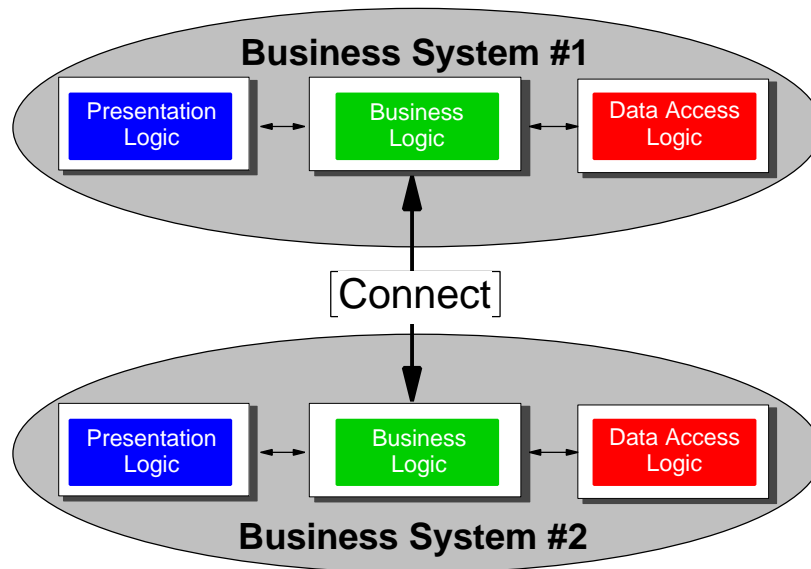 Business System #1
Presentation
Logic
Business
Logic
Data Access
Logic
[Connect]
Presentation
Logic
Business
Logic
Data Access
Logic
Business System #2